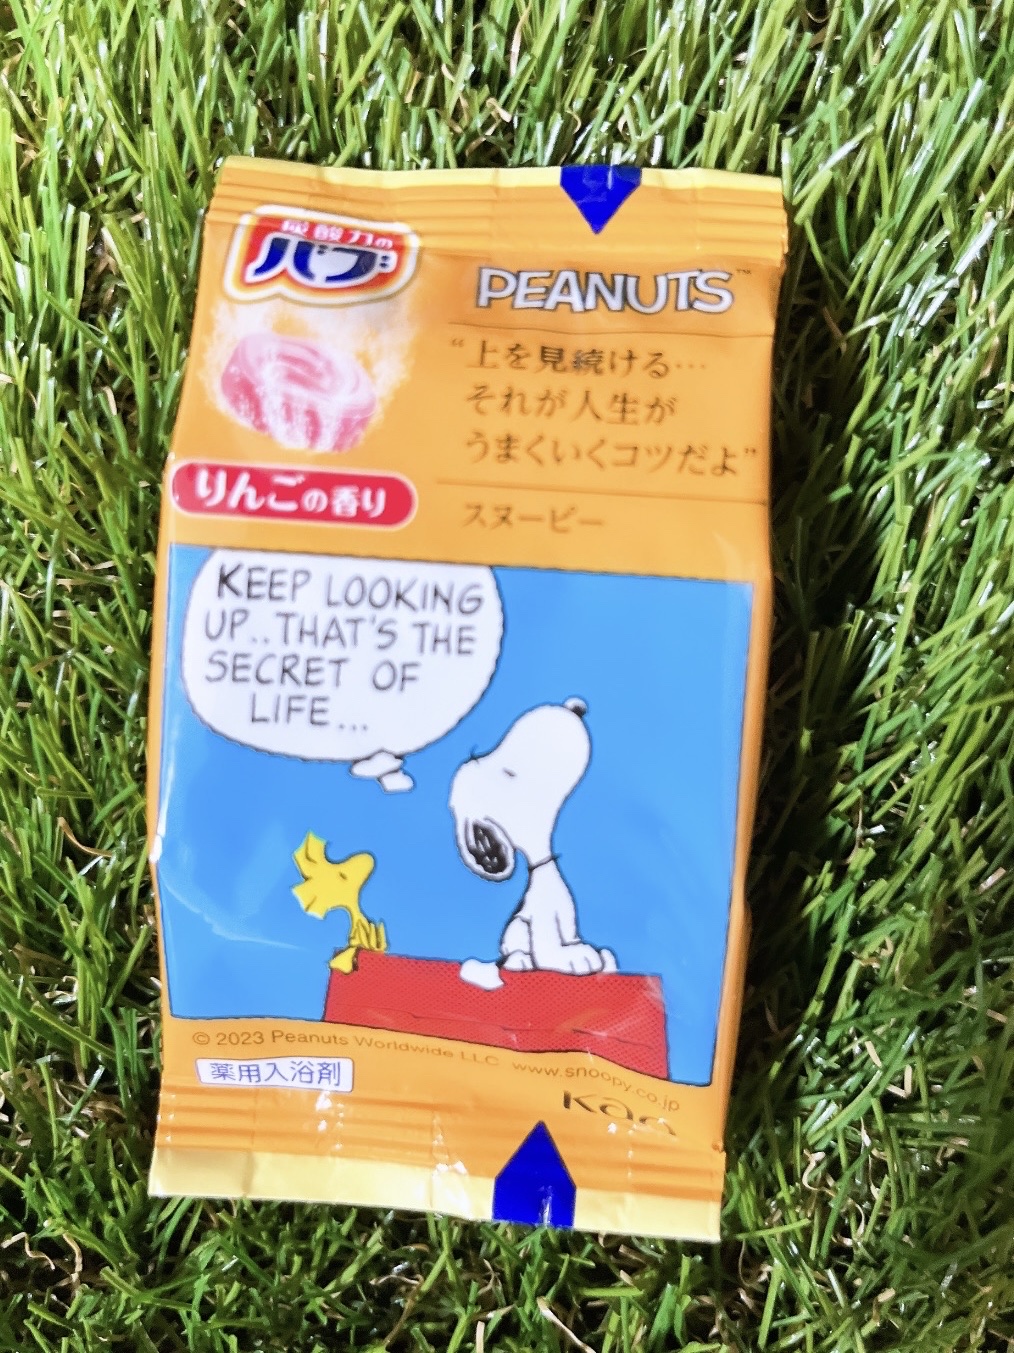 炭酸力の
バブ
PEANUTS™
“上を見続ける…
それが人生が
うまくいくコツだよ”
りんごの香り
スヌーピー
KEEP LOOKING
UP..THAT'S THE
SECRET OF
LIFE...
© 2023 Peanuts Worldwide LLC www.snoopy.co.jp
薬用入浴剤
Kao